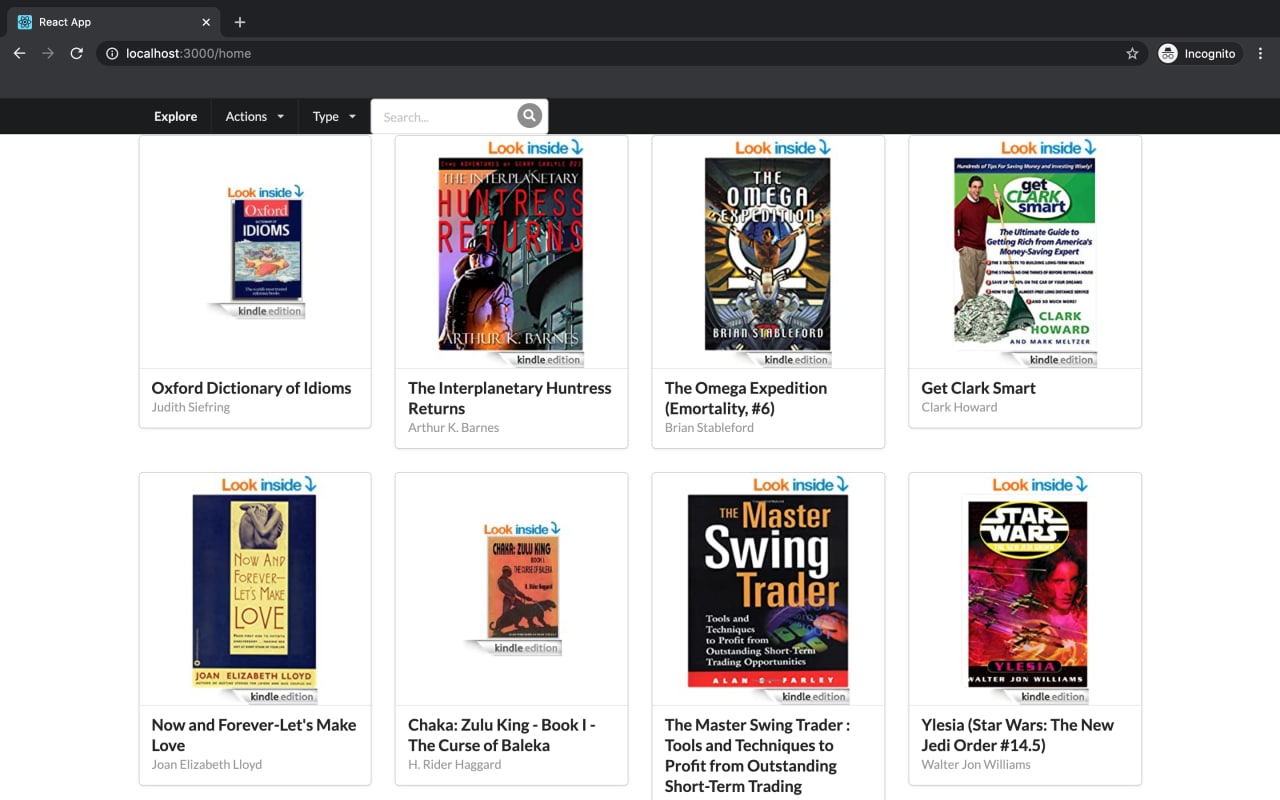 React App
localhost:3000/home
Incognito
Explore
Actions
Type
Search...
Look inside
Oxford
DICTIONARY OF
IDIOMS
kindle edition
Oxford Dictionary of Idioms
Judith Siefring
Look inside
THE INTERPLANETARY
HUNTRESS
RETURNS
ARTHUR K. BARNES
kindle edition
The Interplanetary Huntress
Returns
Arthur K. Barnes
Look inside
THE
OMEGA
EXPEDITION
BRIAN STABLEFORD
kindle edition
The Omega Expedition
(Emortality, #6)
Brian Stableford
Look inside
Hundreds of Tips For Saving Money and Investing Wisely!
get
CLARK
smart
The Ultimate Guide to
Getting Rich from America's
Money-Saving Expert
AND SO MUCH MORE!
CLARK
HOWARD
AND MARK MELTZER
kindle edition
Get Clark Smart
Clark Howard
Look inside
NOW AND
FOREVER—
LET'S MAKE
LOVE
JOAN ELIZABETH LLOYD
kindle edition
Now and Forever-Let's Make
Love
Joan Elizabeth Lloyd
Look inside
CHAKA: ZULU KING
BOOK I
THE CURSE OF BALEKA
H. Rider Haggard
kindle edition
Chaka: Zulu King - Book I -
The Curse of Baleka
H. Rider Haggard
Look inside
THE Master
Swing
Trader
Tools and
Techniques
to Profit from
Outstanding Short-Term
Trading Opportunities
ALAN S. FARLEY
kindle edition
The Master Swing Trader :
Tools and Techniques to
Profit from Outstanding
Short-Term Trading
Look inside
STAR
WARS
THE NEW JEDI ORDER
YLESIA
WALTER JON WILLIAMS
kindle edition
Ylesia (Star Wars: The New
Jedi Order #14.5)
Walter Jon Williams